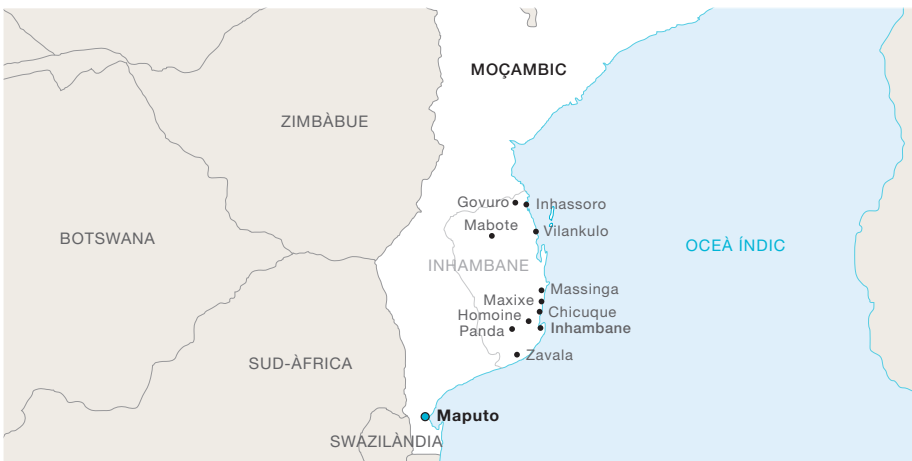 MOÇAMBIC
ZIMBÀBUE
Govuro
Inhassoro
Mabote
Vilankulo
BOTSWANA
OCEÀ ÍNDIC
INHAMBANE
Massinga
Maxixe
Chicuque
Homoine
Inhambane
Panda
Zavala
SUD-ÀFRICA
Maputo
SWAZILÀNDIA